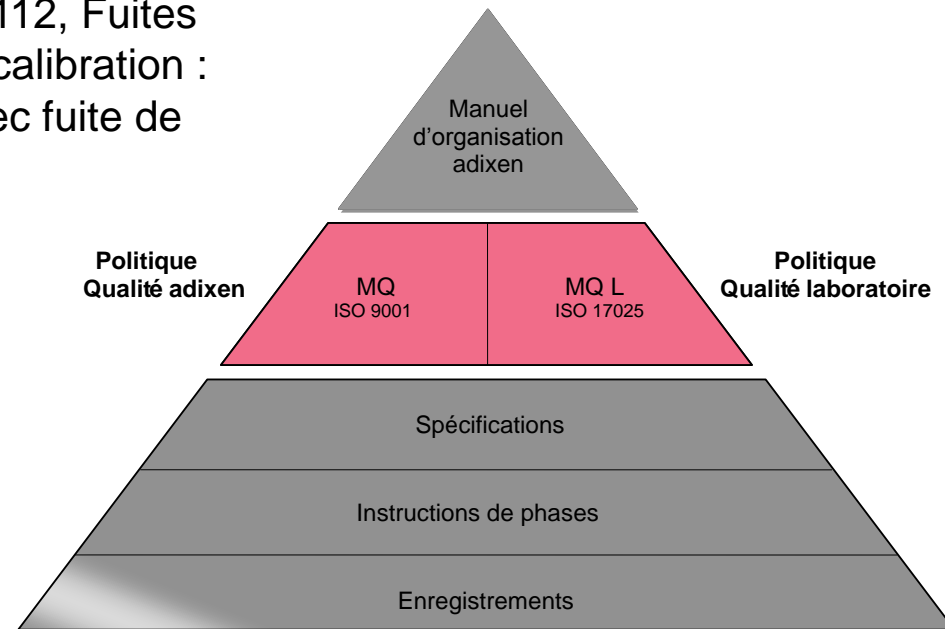 112, Fuites
calibration :
ec fuite de
Manuel
d’organisation
adixen
Politique
Qualité adixen
MQ
ISO 9001
MQ L
ISO 17025
Politique
Qualité laboratoire
Spécifications
Instructions de phases
Enregistrements